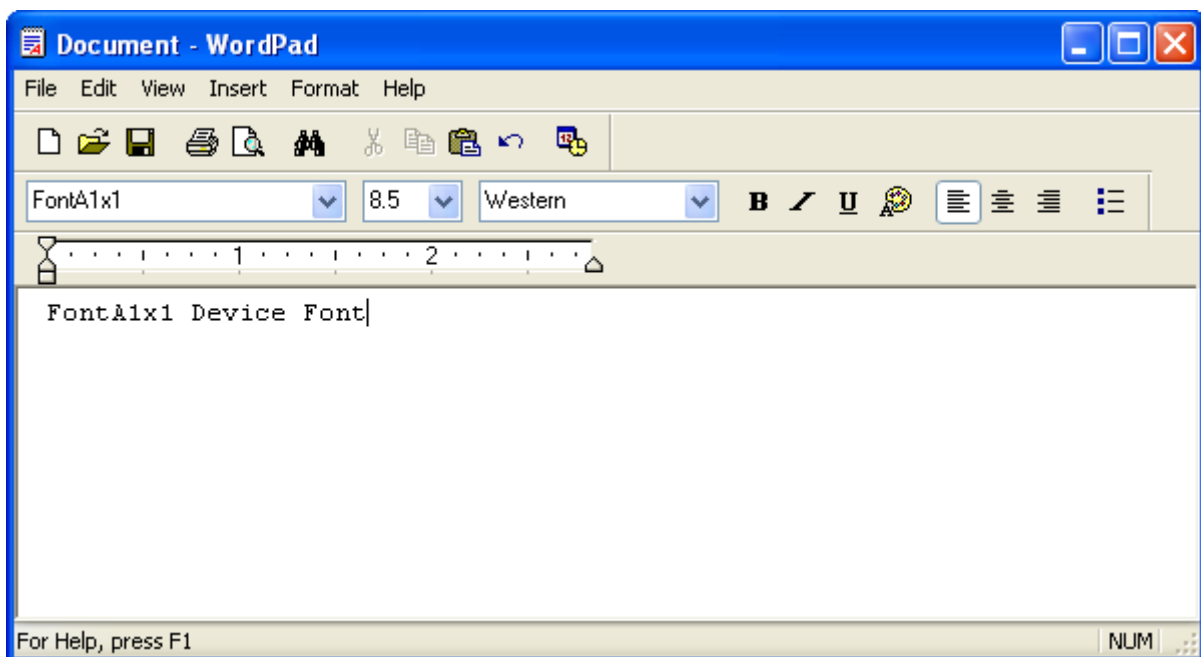 Document - WordPad
File Edit View Insert Format Help
FontA1x1 8.5 Western B U
1 2
FontA1x1 Device Font
For Help, press F1 NUM